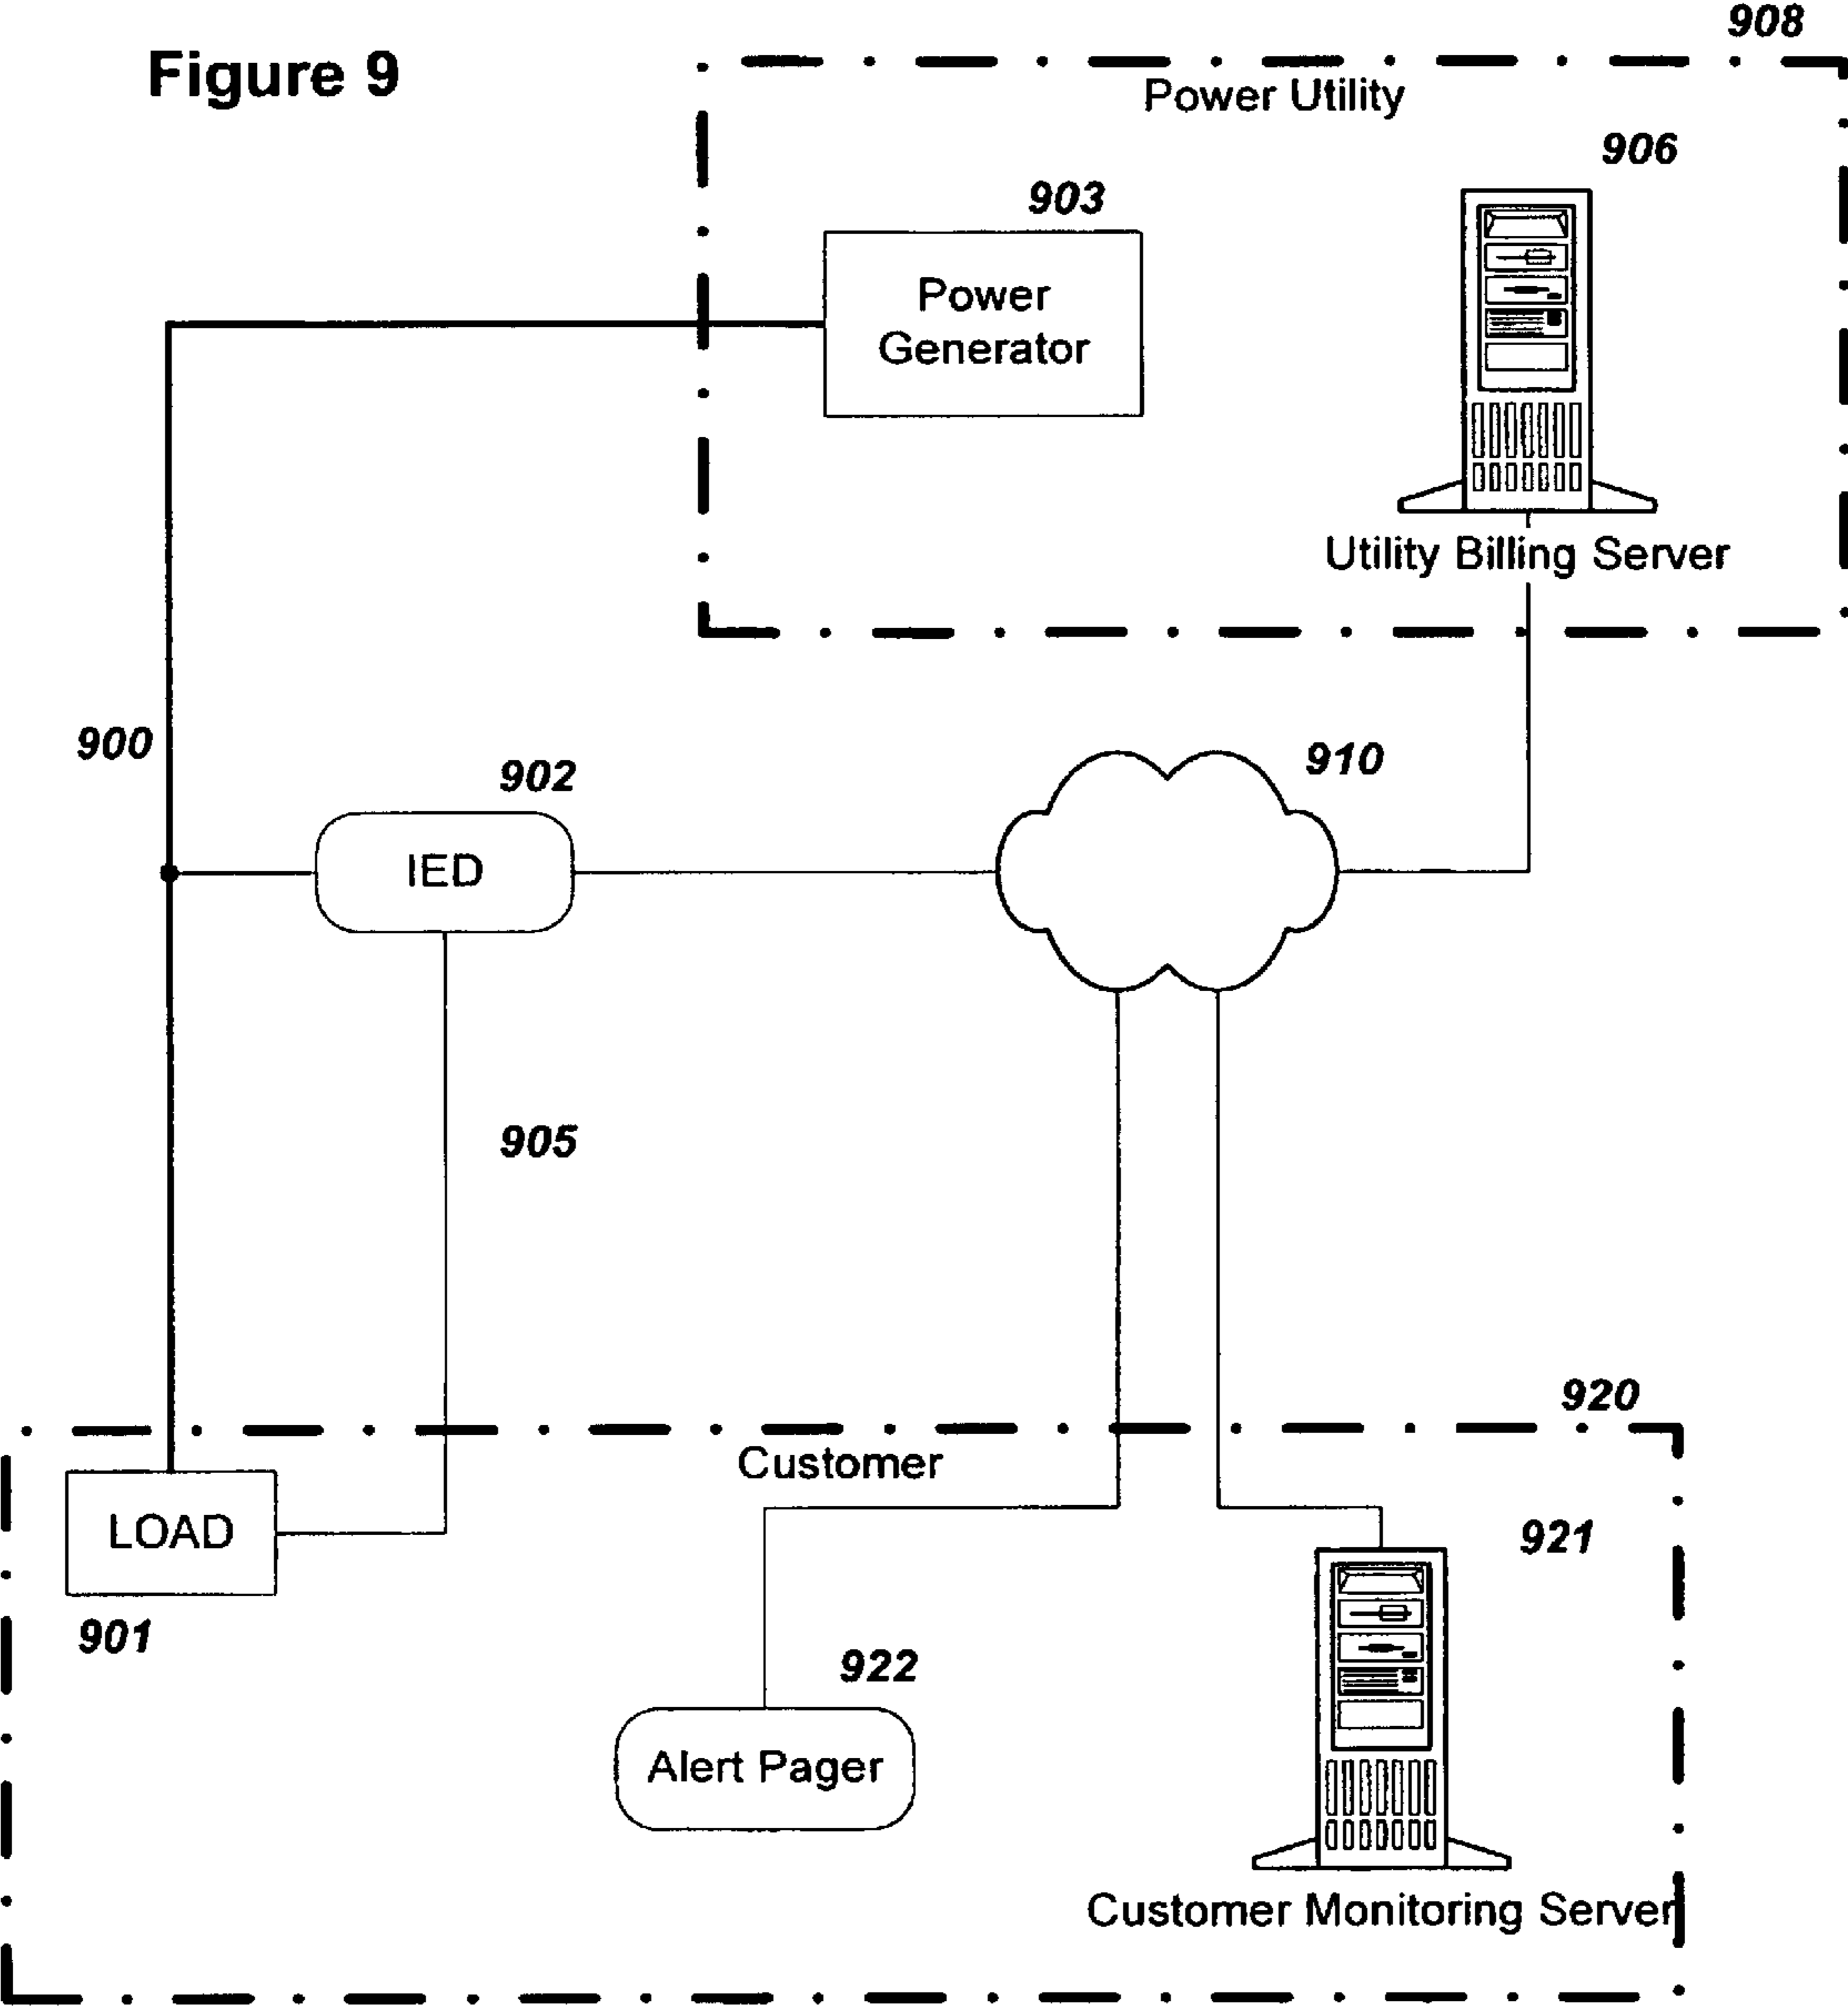 908
Figure 9
Power Utility
906
903
Power
Generator
Utility Billing Server
900
902
910
IED
905
920
Customer
LOAD
921
901
922
Alert Pager
Customer Monitoring Server